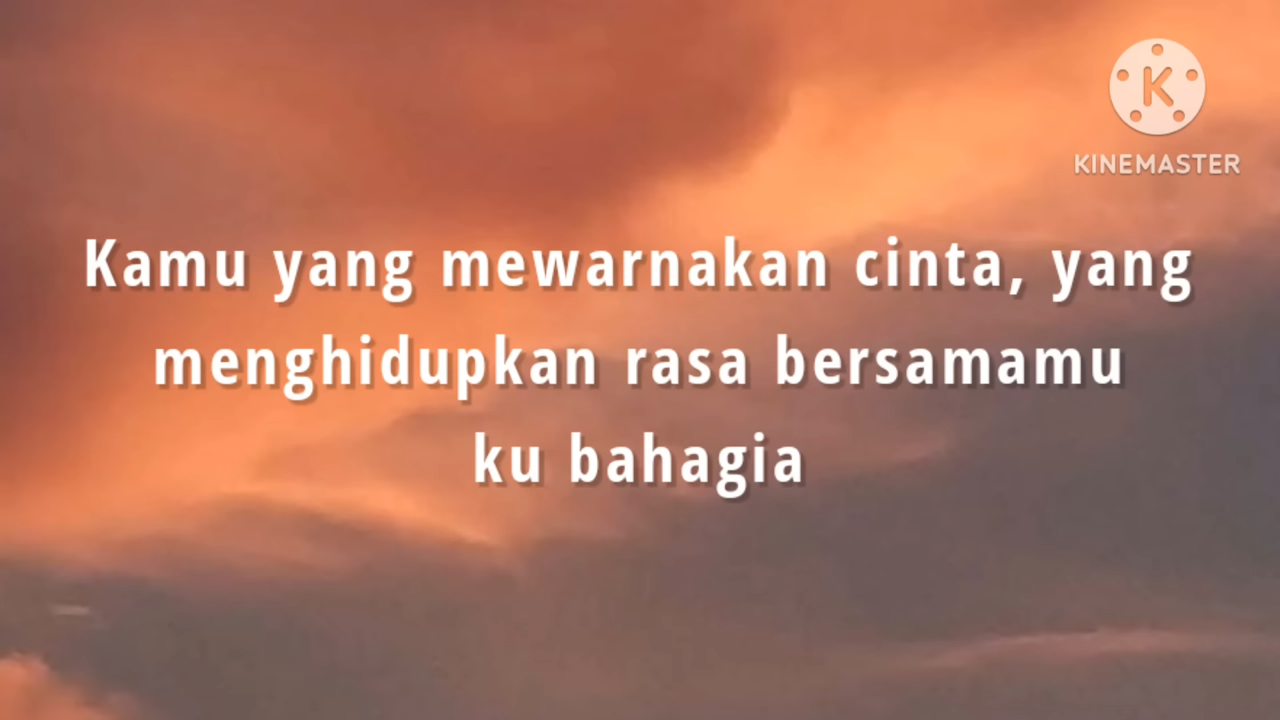 K
KINEMASTER
Kamu yang mewarnakan cinta, yang
menghidupkan rasa bersamamu
ku bahagia